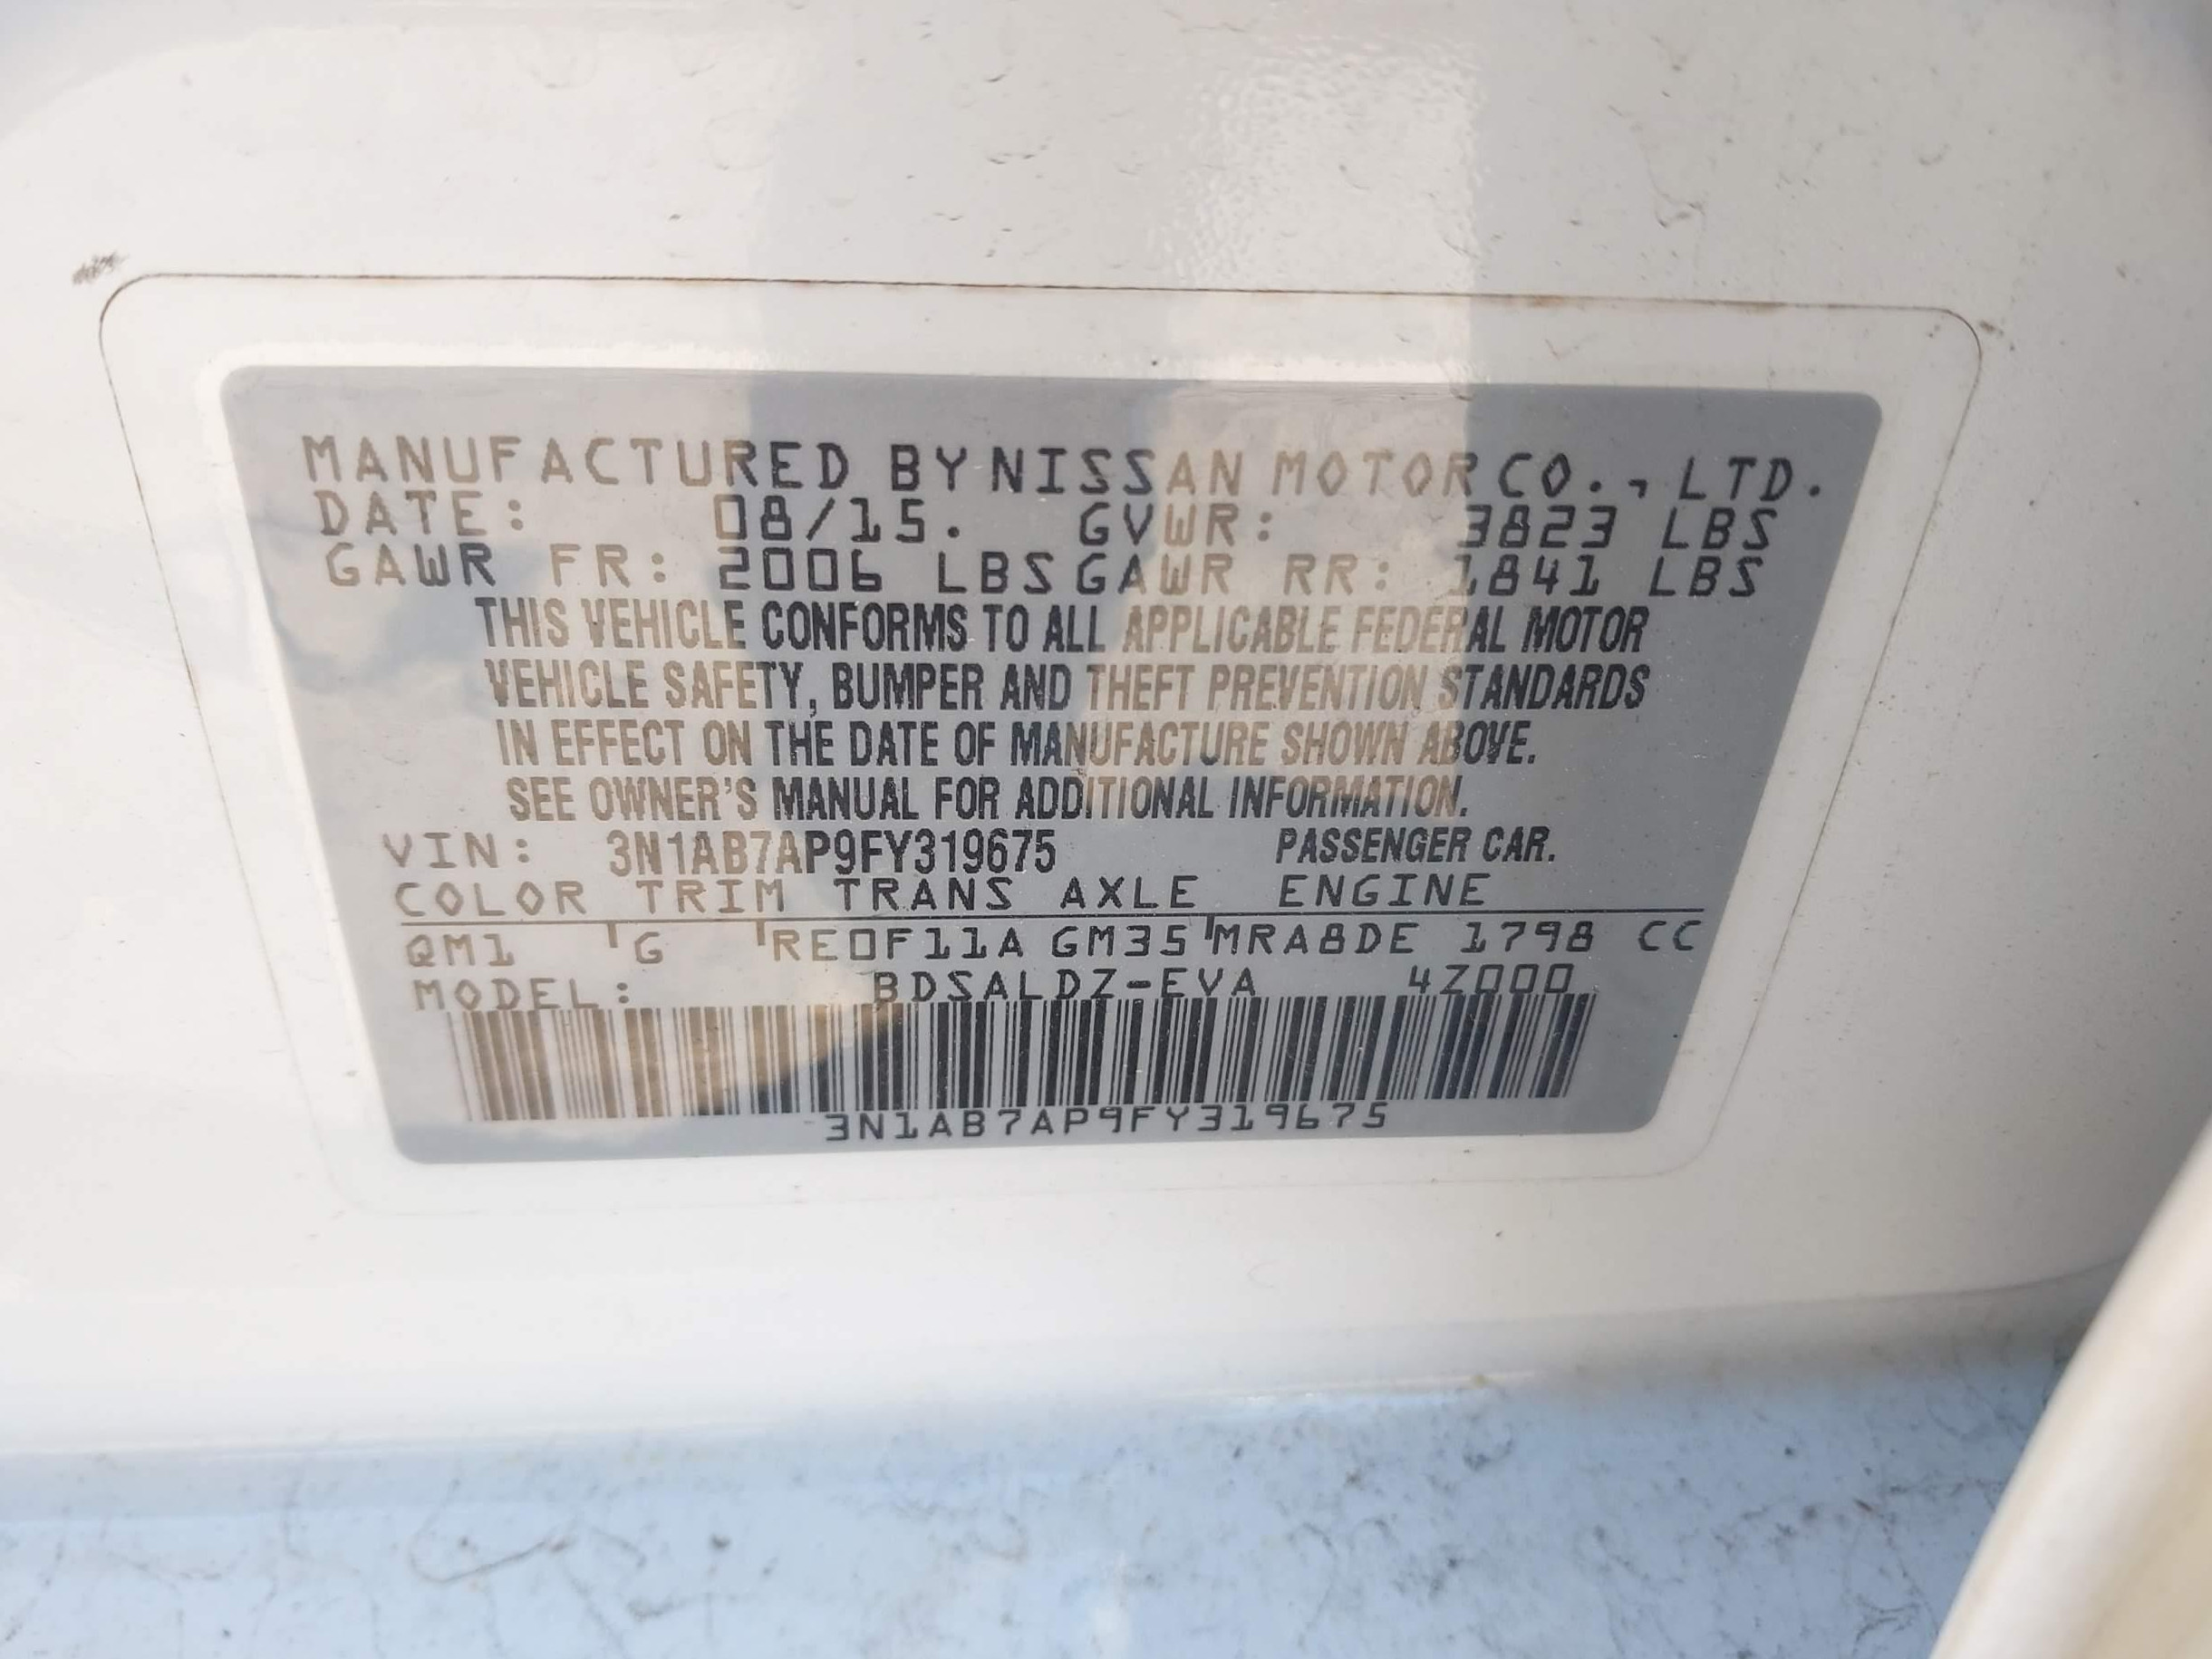 MANUFACTURED BY NISSAN MOTOR CO., LTD.
DATE: 08/15. GVWR: 3823 LBS
GAWR FR: 2006 LBS GAWR RR: 1841 LBS
THIS VEHICLE CONFORMS TO ALL APPLICABLE FEDERAL MOTOR
VEHICLE SAFETY, BUMPER AND THEFT PREVENTION STANDARDS
IN EFFECT ON THE DATE OF MANUFACTURE SHOWN ABOVE.
SEE OWNER'S MANUAL FOR ADDITIONAL INFORMATION.
VIN: 3N1AB7AP9FY319675 PASSENGER CAR.
COLOR TRIM TRANS AXLE ENGINE
QM1 G RE0F11A GM35 MRA8DE 1798 CC
MODEL: BDSALDZ-EVA 4Z000
3N1AB7AP9FY319675